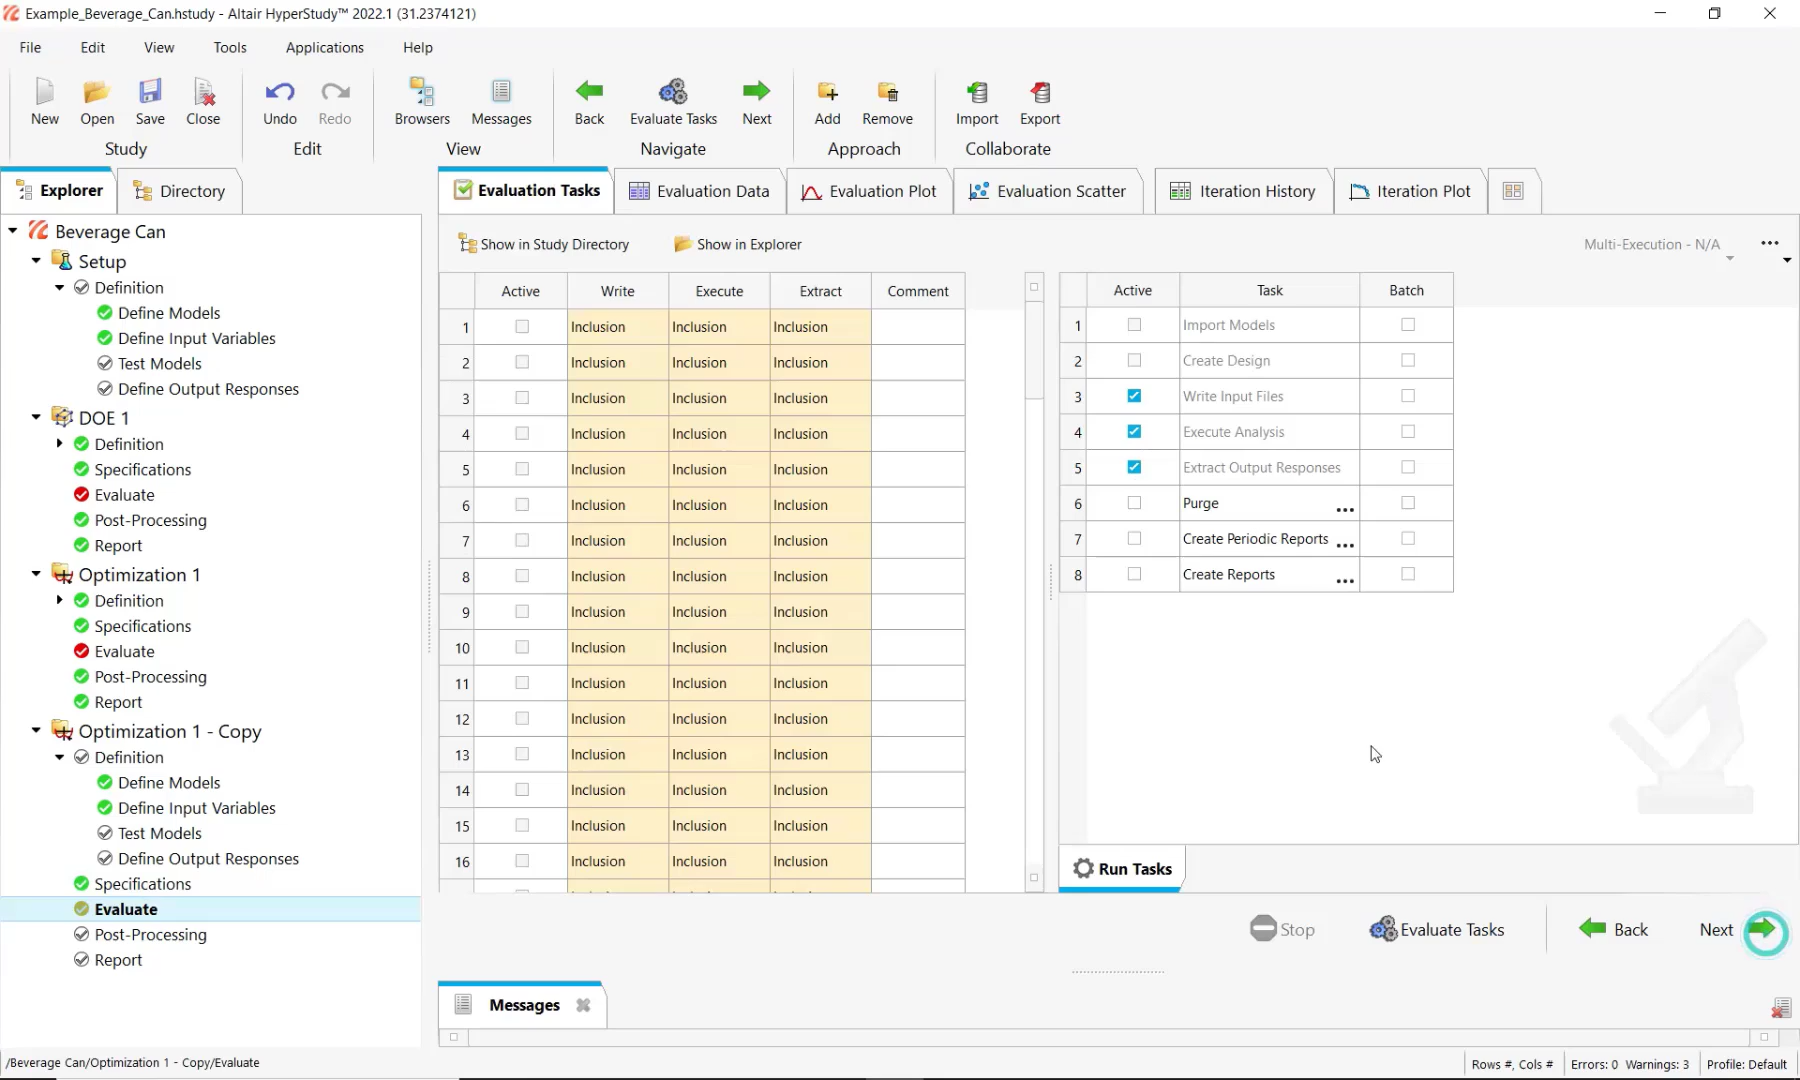 Example_Beverage_Can.hstudy - Altair HyperStudy™ 2022.1 (31.2374121)
File Edit View Tools Applications Help
New Open Save Close Undo Redo Browsers Messages Back Evaluate Tasks Next Add Remove Import Export
Study Edit View Navigate Approach Collaborate
Explorer Directory
Beverage Can
Setup
Definition
Define Models
Define Input Variables
Test Models
Define Output Responses
DOE 1
Definition
Specifications
Evaluate
Post-Processing
Report
Optimization 1
Definition
Specifications
Evaluate
Post-Processing
Report
Optimization 1 - Copy
Definition
Define Models
Define Input Variables
Test Models
Define Output Responses
Specifications
Evaluate
Post-Processing
Report
Evaluation Tasks Evaluation Data Evaluation Plot Evaluation Scatter Iteration History Iteration Plot
Show in Study Directory Show in Explorer Multi-Execution - N/A
Active Write Execute Extract Comment
1 Inclusion Inclusion Inclusion
2 Inclusion Inclusion Inclusion
3 Inclusion Inclusion Inclusion
4 Inclusion Inclusion Inclusion
5 Inclusion Inclusion Inclusion
6 Inclusion Inclusion Inclusion
7 Inclusion Inclusion Inclusion
8 Inclusion Inclusion Inclusion
9 Inclusion Inclusion Inclusion
10 Inclusion Inclusion Inclusion
11 Inclusion Inclusion Inclusion
12 Inclusion Inclusion Inclusion
13 Inclusion Inclusion Inclusion
14 Inclusion Inclusion Inclusion
15 Inclusion Inclusion Inclusion
16 Inclusion Inclusion Inclusion
Active Task Batch
1 Import Models
2 Create Design
3 Write Input Files
4 Execute Analysis
5 Extract Output Responses
6 Purge ...
7 Create Periodic Reports ...
8 Create Reports ...
Run Tasks
Stop Evaluate Tasks Back Next
Messages
/Beverage Can/Optimization 1 - Copy/Evaluate
Rows #, Cols # Errors: 0 Warnings: 3 Profile: Default